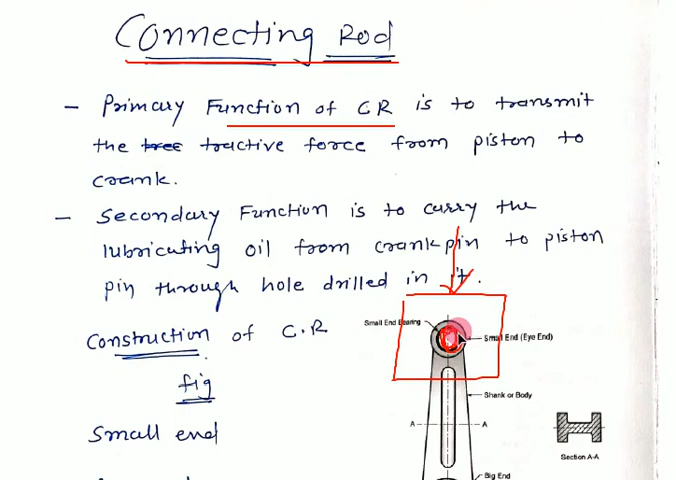 Connecting Rod
- Primary Function of CR is to transmit
the tree tractive force from piston to
crank.
- Secondary Function is to carry the
lubricating oil from crankpin to piston
pin through hole drilled in it.
Construction of C.R
fig
Small end
Small End Bearing
Small End (Eye End)
Shank or Body
A A
Section A-A
Big End